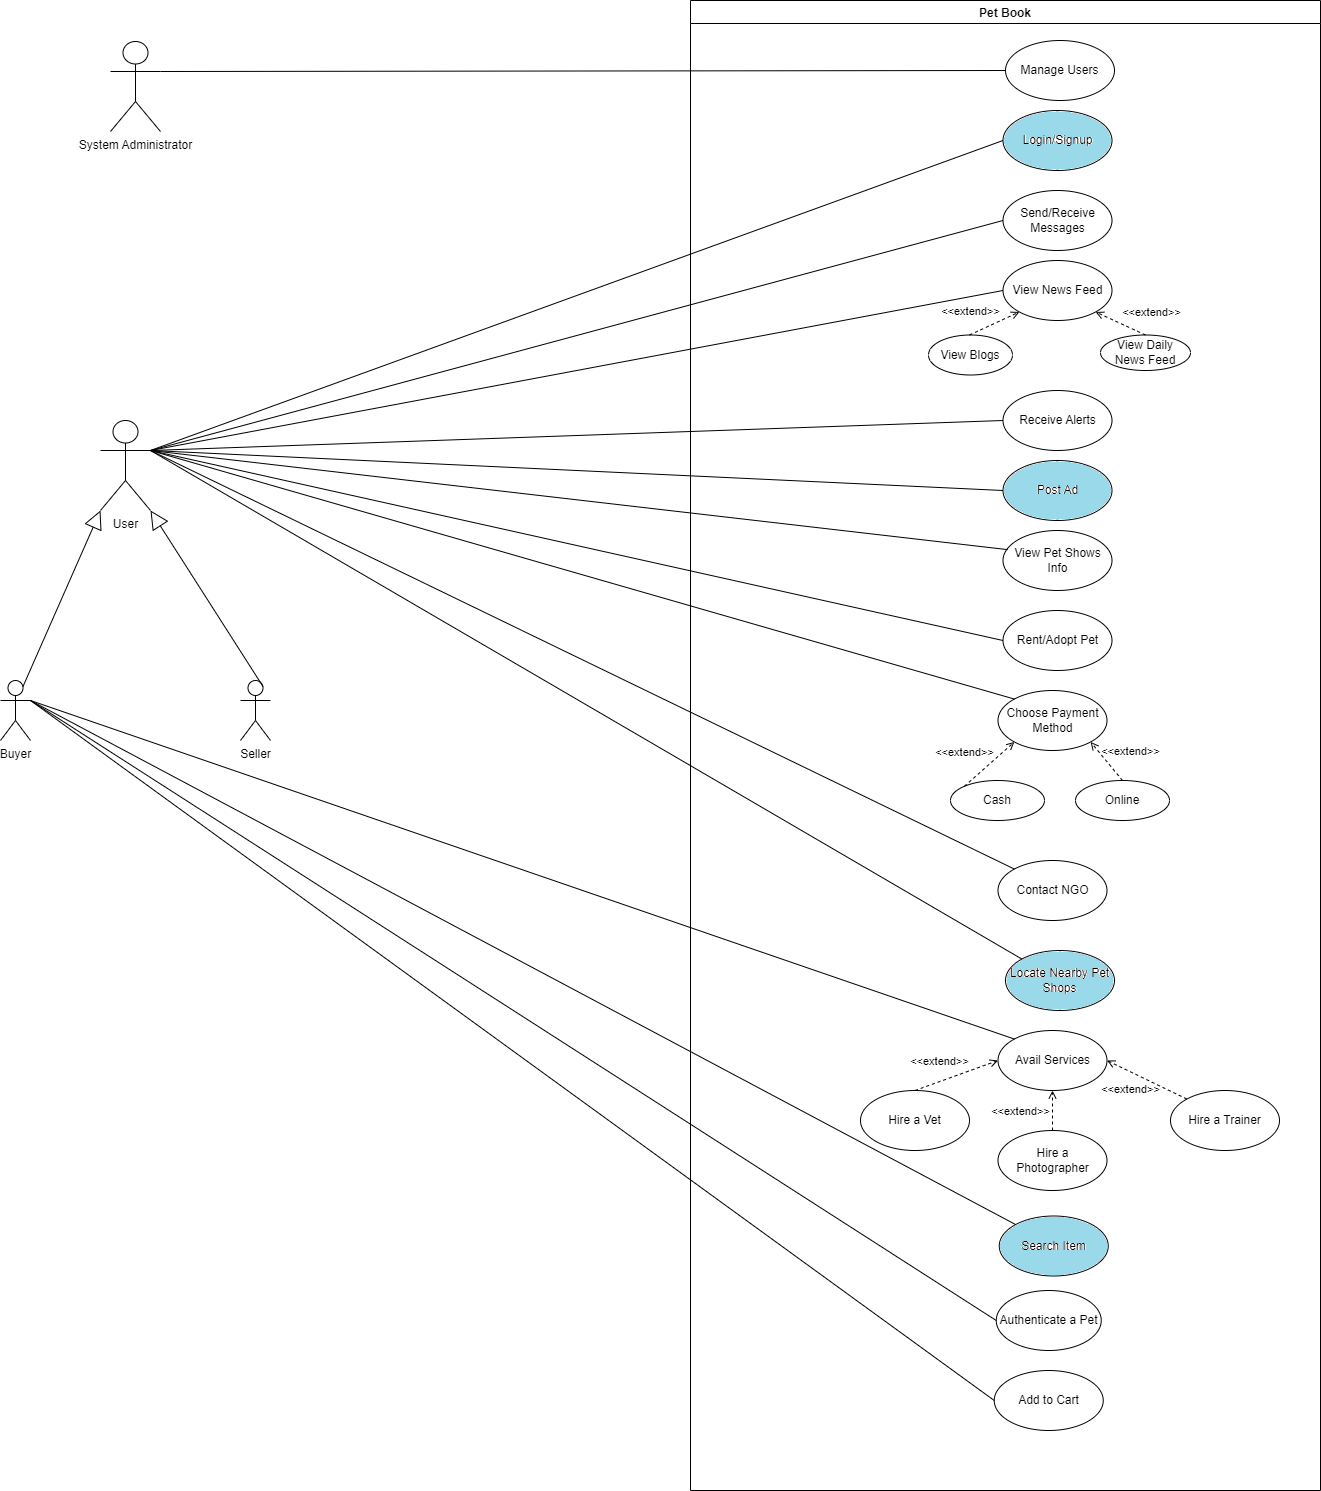 Pet Book
Manage Users
System Administrator
Login/Signup
Send/Receive
Messages
View News Feed
<<extend>>
<<extend>>
View Blogs
View Daily
News Feed
Receive Alerts
Post Ad
User
View Pet Shows
Info
Rent/Adopt Pet
Choose Payment
Method
Buyer
Seller
<<extend>>
<<extend>>
Cash
Online
Contact NGO
Locate Nearby Pet
Shops
Avail Services
<<extend>>
<<extend>>
<<extend>>
Hire a Vet
Hire a Trainer
Hire a
Photographer
Search Item
Authenticate a Pet
Add to Cart